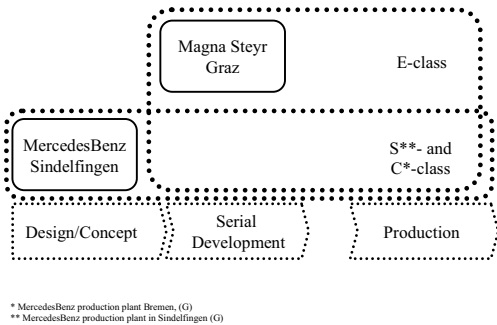 Magna Steyr
Graz
E-class
MercedesBenz
Sindelfingen
S**- and
C*-class
Design/Concept
Serial
Development
Production
* MercedesBenz production plant Bremen, (G)
** MercedesBenz production plant in Sindelfingen (G)